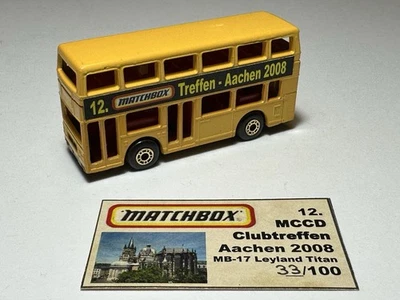 12. MATCHBOX Treffen - Aachen 2008
MATCHBOX
12.
MCCD
Clubtreffen
Aachen 2008
MB-17 Leyland Titan
33/100